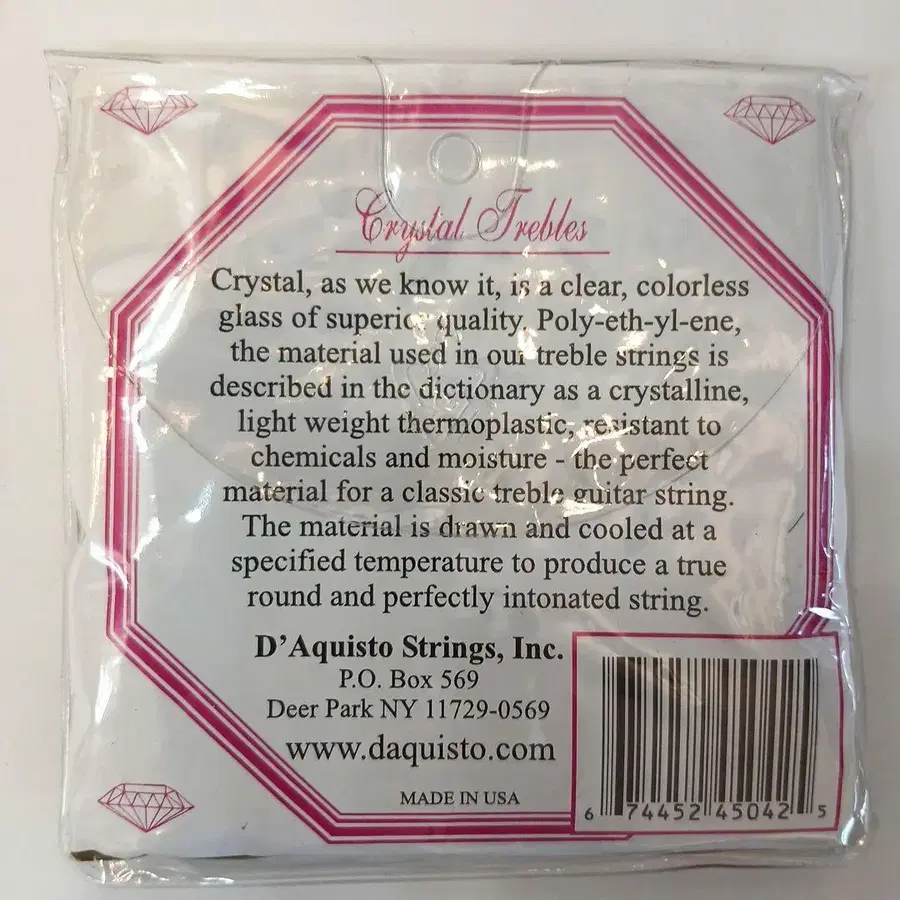 Crystal Trebles
Crystal, as we know it, is a clear, colorless
glass of superior quality. Poly-eth-yl-ene,
the material used in our treble strings is
described in the dictionary as a crystalline,
light weight thermoplastic, resistant to
chemicals and moisture - the perfect
material for a classic treble guitar string.
The material is drawn and cooled at a
specified temperature to produce a true
round and perfectly intonated string.
D'Aquisto Strings, Inc.
P.O. Box 569
Deer Park NY 11729-0569
www.daquisto.com
MADE IN USA
6 74452 45042 5